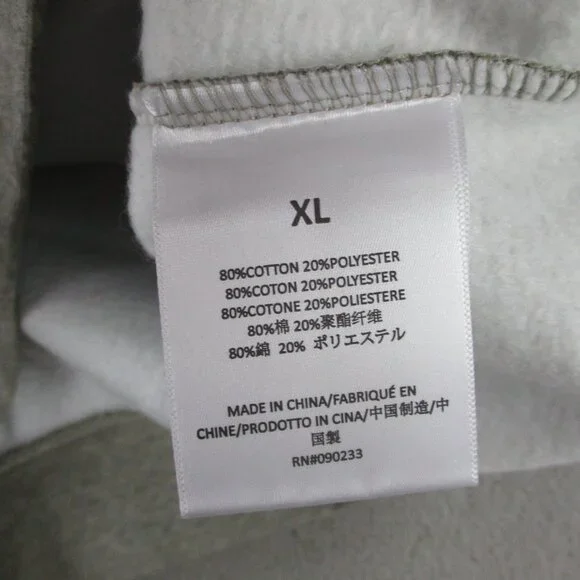 XL
80%COTTON 20%POLYESTER
80%COTON 20%POLYESTER
80%COTONE 20%POLIESTERE
80%棉 20%聚酯纤维
80%綿 20% ポリエステル
MADE IN CHINA/FABRIQUÉ EN
CHINE/PRODOTTO IN CINA/中国制造/中
国製
RN#090233